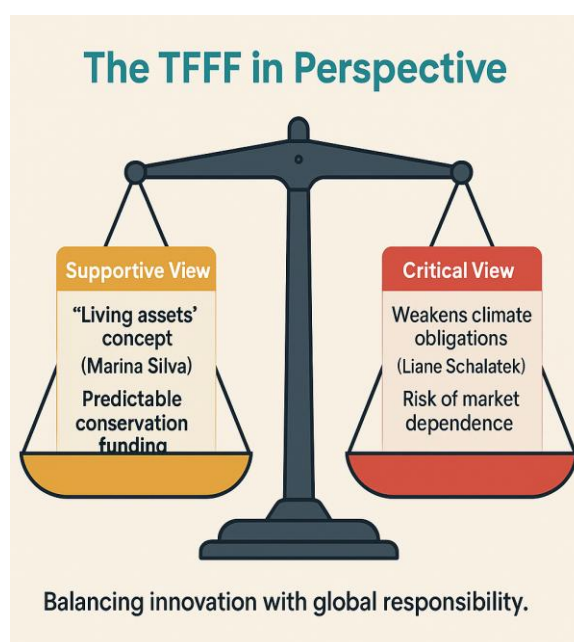 The TFFF in Perspective
Supportive View
“Living assets’
concept
(Marina Silva)
Predictable
conservation
funding
Critical View
Weakens climate
obligations
(Liane Schalatek)
Risk of market
dependence
Balancing innovation with global responsibility.